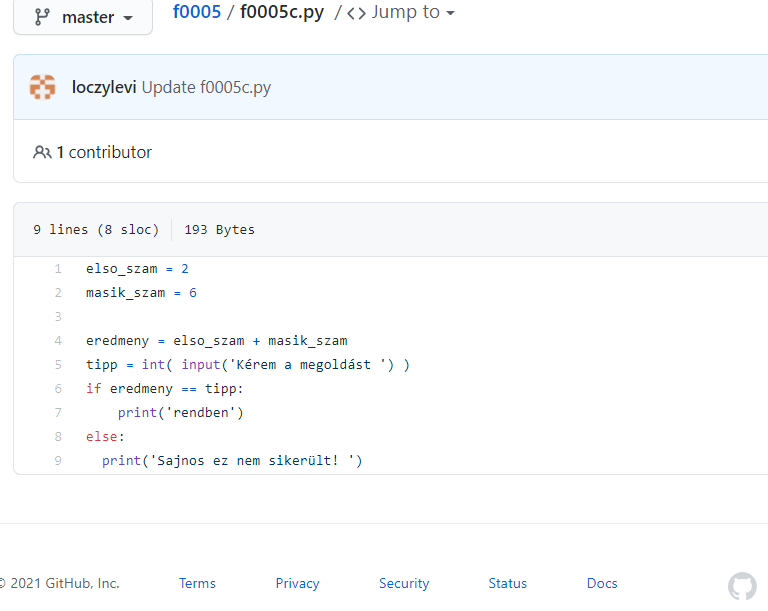 master
f0005 / f0005c.py / <> Jump to
loczylevi Update f0005c.py
1 contributor
9 lines (8 sloc) 193 Bytes
1 elso_szam = 2
2 masik_szam = 6
3
4 eredmeny = elso_szam + masik_szam
5 tipp = int( input('Kérem a megoldást ') )
6 if eredmeny == tipp:
7     print('rendben')
8 else:
9   print('Sajnos ez nem sikerült! ')
© 2021 GitHub, Inc. Terms Privacy Security Status Docs